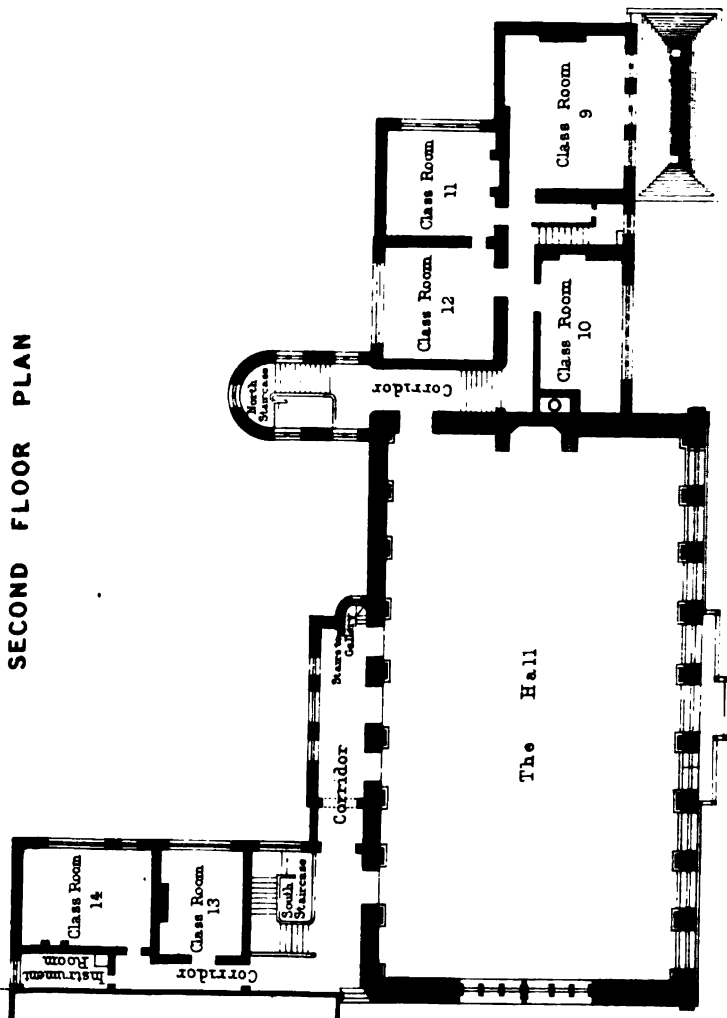 SECOND FLOOR PLAN
Class Room
14
Instrument
Room
Class Room
13
Corridor
South
Staircase
Corridor
Stairs to
Gallery
North
Staircase
Corridor
Class Room
12
Class Room
11
Class Room
9
Class Room
10
The Hall